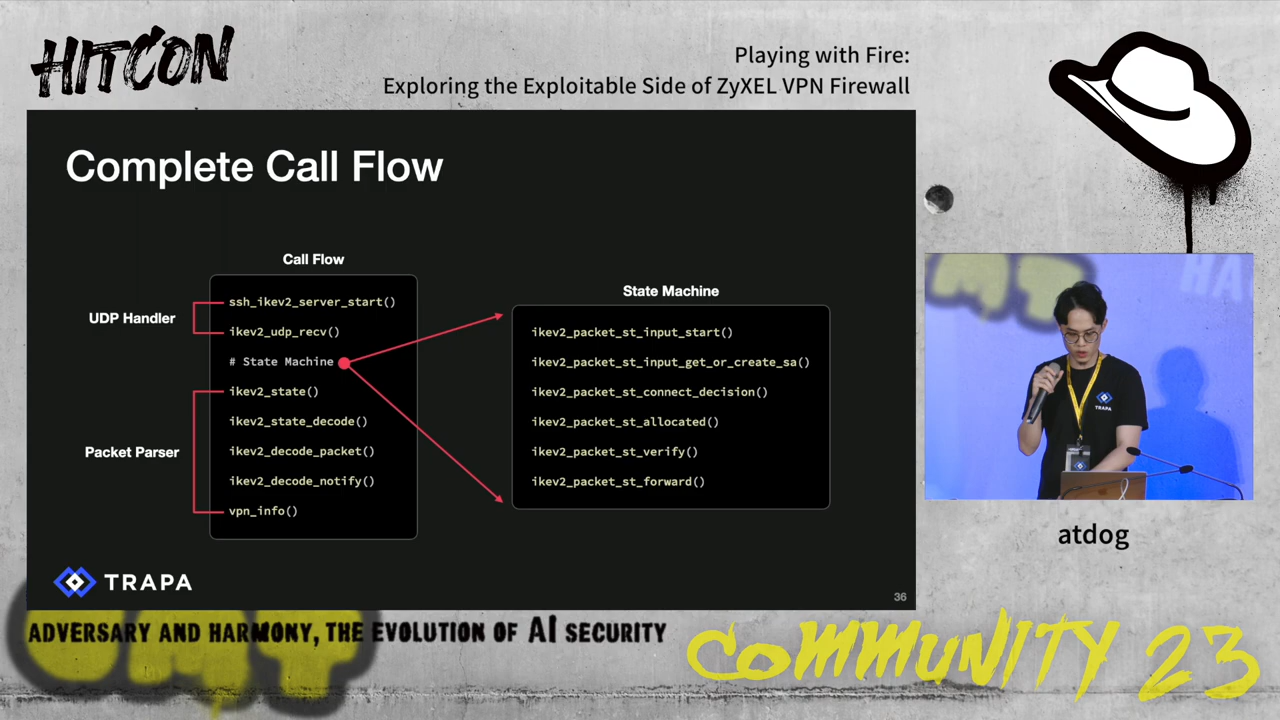 HITCON
Playing with Fire:
Exploring the Exploitable Side of ZyXEL VPN Firewall
Complete Call Flow
Call Flow
UDP Handler
ssh_ikev2_server_start()
ikev2_udp_recv()
# State Machine
ikev2_state()
ikev2_state_decode()
Packet Parser
ikev2_decode_packet()
ikev2_decode_notify()
vpn_info()
State Machine
ikev2_packet_st_input_start()
ikev2_packet_st_input_get_or_create_sa()
ikev2_packet_st_connect_decision()
ikev2_packet_st_allocated()
ikev2_packet_st_verify()
ikev2_packet_st_forward()
TRAPA
36
TRAPA
atdog
ADVERSARY AND HARMONY, THE EVOLUTION OF AI SECURITY
COMMUNITY 23